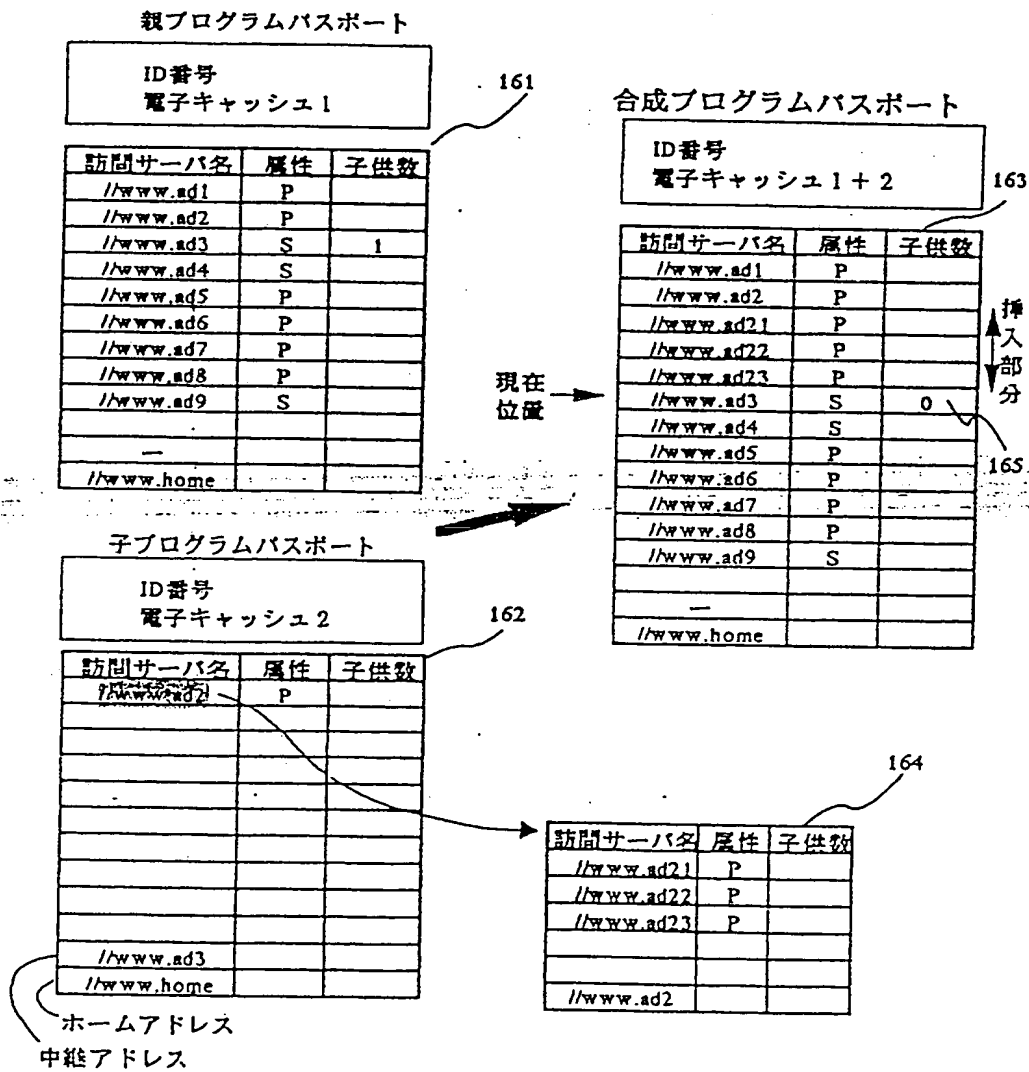 親プログラムパスポート
ID番号
電子キャッシュ1
161
訪問サーバ名 属性 子供数
//www.ad1 P
//www.ad2 P
//www.ad3 S 1
//www.ad4 S
//www.ad5 P
//www.ad6 P
//www.ad7 P
//www.ad8 P
//www.ad9 S
—
//www.home
子プログラムパスポート
ID番号
電子キャッシュ2
162
訪問サーバ名 属性 子供数
//www.ad2 P
//www.ad3
//www.home
ホームアドレス
中継アドレス
合成プログラムパスポート
ID番号
電子キャッシュ1+2
163
訪問サーバ名 属性 子供数
//www.ad1 P
//www.ad2 P
//www.ad21 P
//www.ad22 P
//www.ad23 P
//www.ad3 S 0
//www.ad4 S
//www.ad5 P
//www.ad6 P
//www.ad7 P
//www.ad8 P
//www.ad9 S
—
//www.home
挿入部分
現在
位置
165
164
訪問サーバ名 属性 子供数
//www.ad21 P
//www.ad22 P
//www.ad23 P
//www.ad2